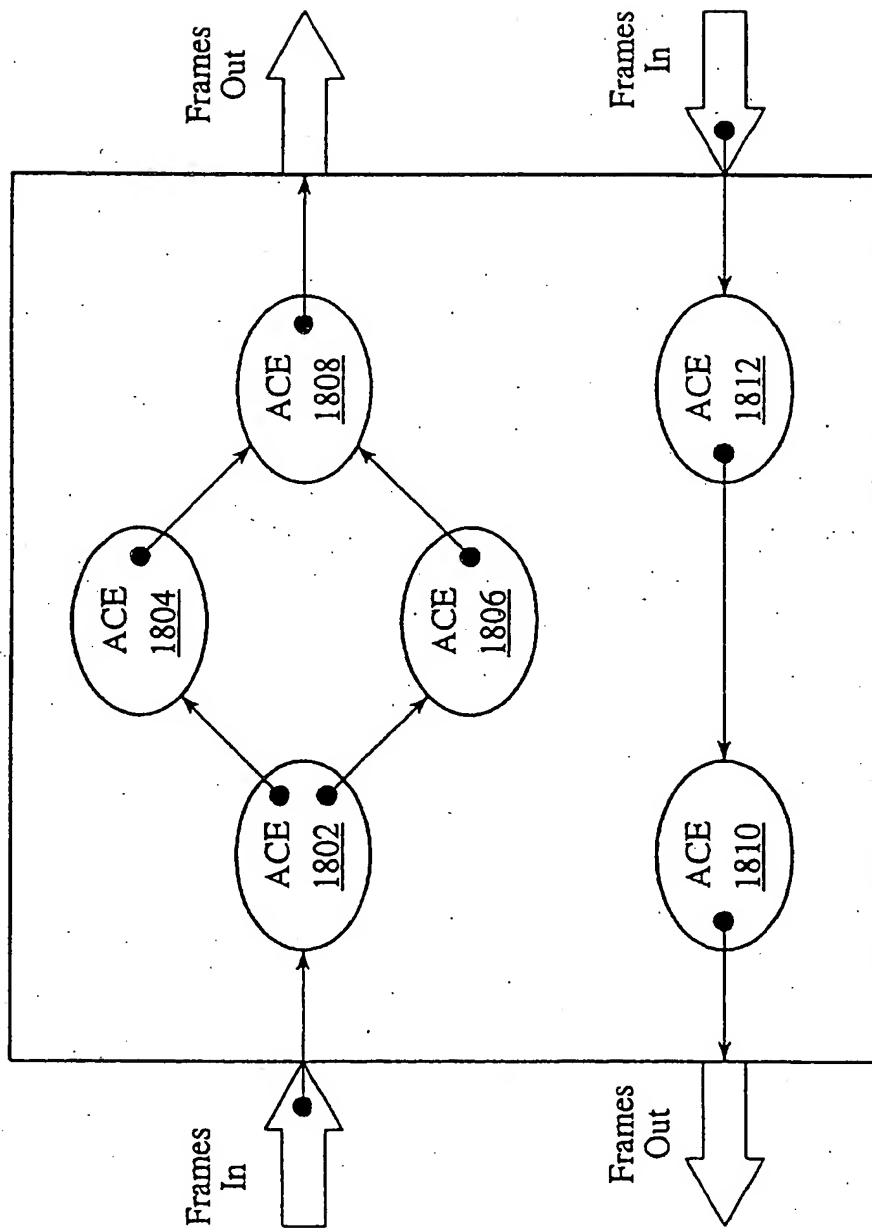 Frames
Out
Frames
In
ACE
1808
ACE
1812
ACE
1804
ACE
1806
ACE
1802
ACE
1810
Frames
In
Frames
Out